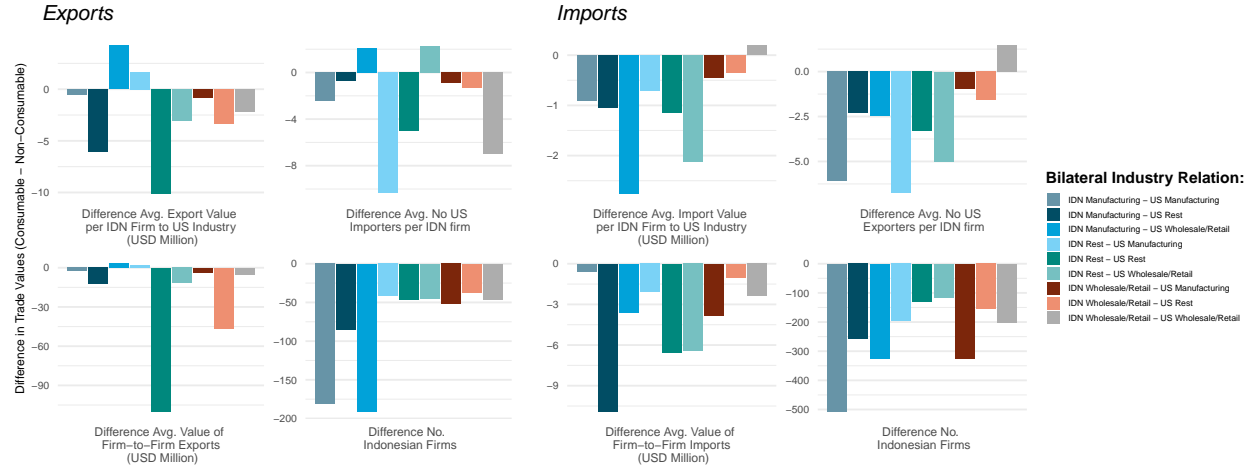 Exports
Imports
Difference in Trade Values (Consumable − Non−Consumable)
0
−5
−10
Difference Avg. Export Value
per IDN Firm to US Industry
(USD Million)
0
−4
−8
Difference Avg. No US
Importers per IDN firm
0
−1
−2
Difference Avg. Import Value
per IDN Firm to US Industry
(USD Million)
0.0
−2.5
−5.0
Difference Avg. No US
Exporters per IDN firm
0
−30
−60
−90
Difference Avg. Value of
Firm−to−Firm Exports
(USD Million)
0
−50
−100
−150
−200
Difference No.
Indonesian Firms
0
−3
−6
−9
Difference Avg. Value of
Firm−to−Firm Imports
(USD Million)
0
−100
−200
−300
−400
−500
Difference No.
Indonesian Firms
Bilateral Industry Relation:
IDN Manufacturing − US Manufacturing
IDN Manufacturing − US Rest
IDN Manufacturing − US Wholesale/Retail
IDN Rest − US Manufacturing
IDN Rest − US Rest
IDN Rest − US Wholesale/Retail
IDN Wholesale/Retail − US Manufacturing
IDN Wholesale/Retail − US Rest
IDN Wholesale/Retail − US Wholesale/Retail